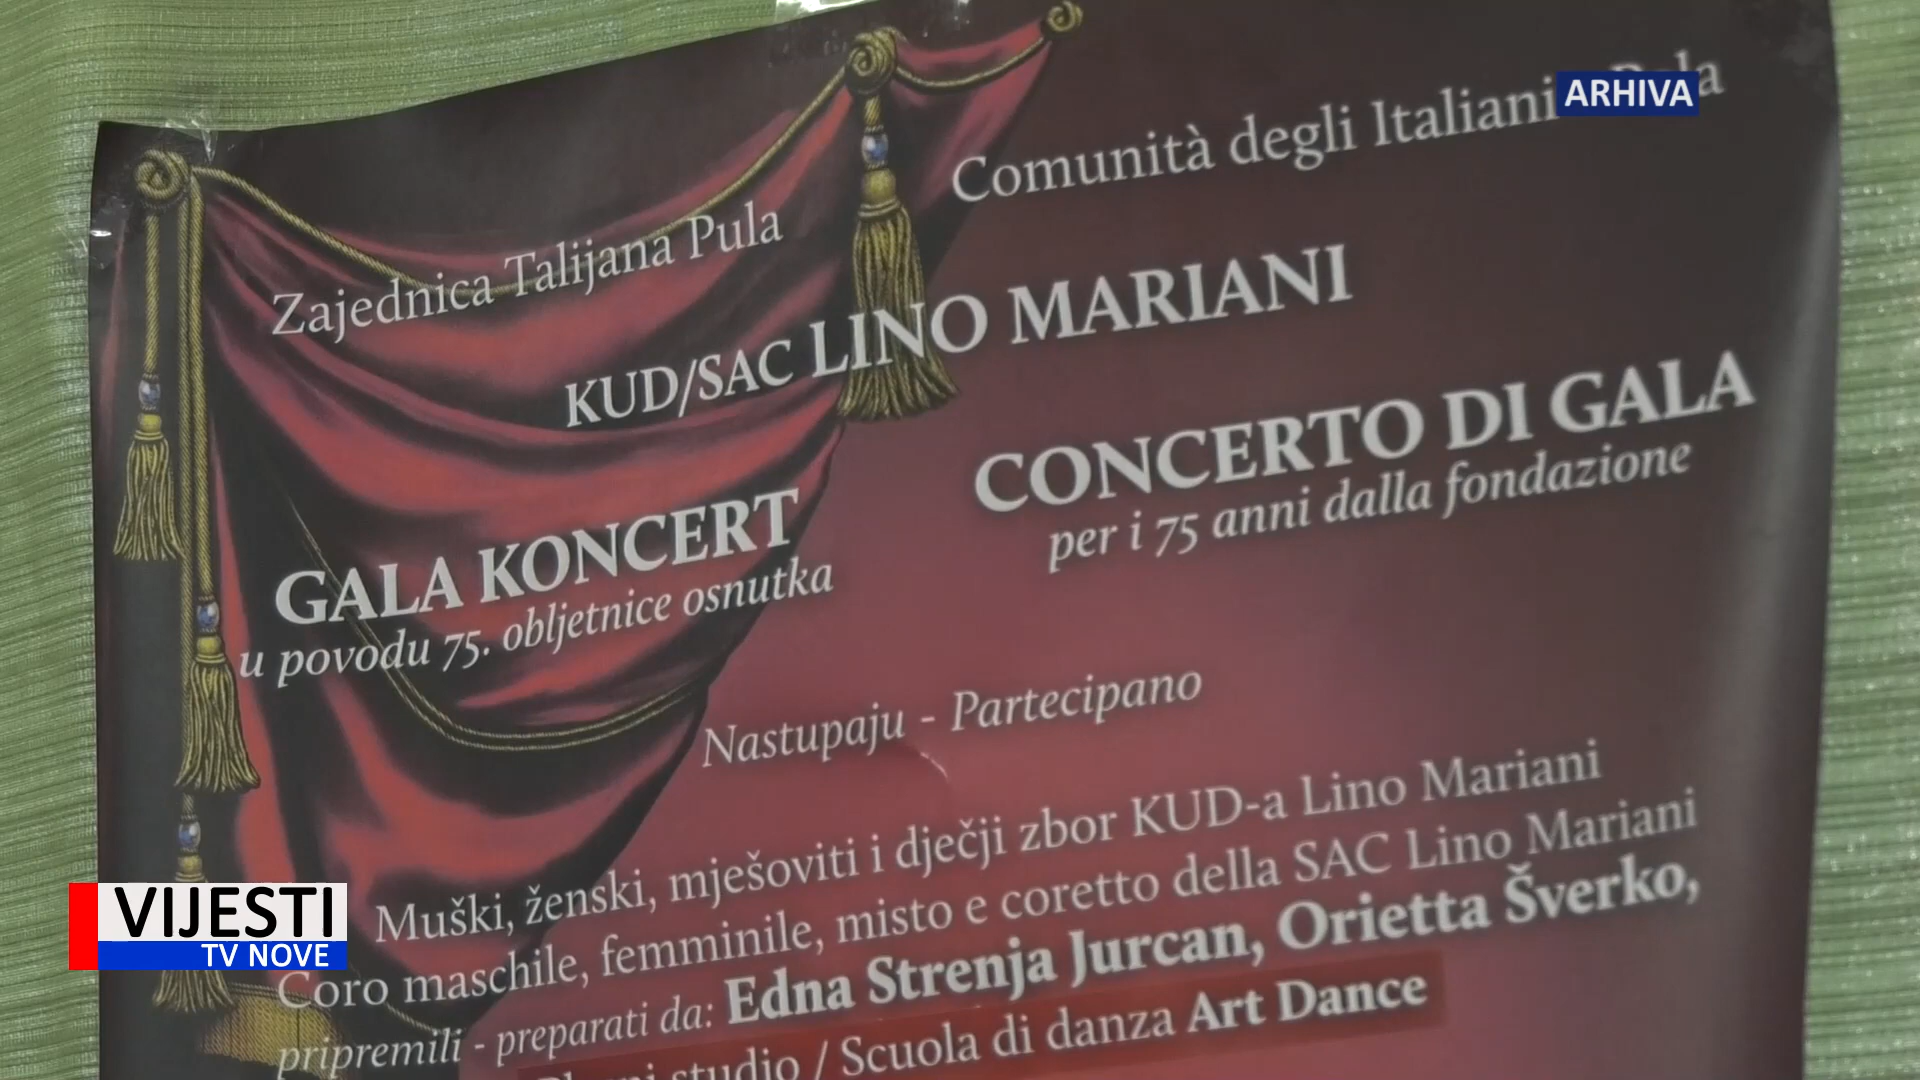 ARHIVA
Zajednica Talijana Pula
Comunità degli Italiani
KUD/SAC LINO MARIANI
GALA KONCERT
u povodu 75. obljetnice osnutka
CONCERTO DI GALA
per i 75 anni dalla fondazione
Nastupaju - Partecipano
Muški, ženski, mješoviti i dječji zbor KUD-a Lino Mariani
Coro maschile, femminile, misto e coretto della SAC Lino Mariani
pripremili - preparati da: Edna Strenja Jurcan, Orietta Šverko,
studio / Scuola di danza Art Dance
VIJESTI
TV NOVE